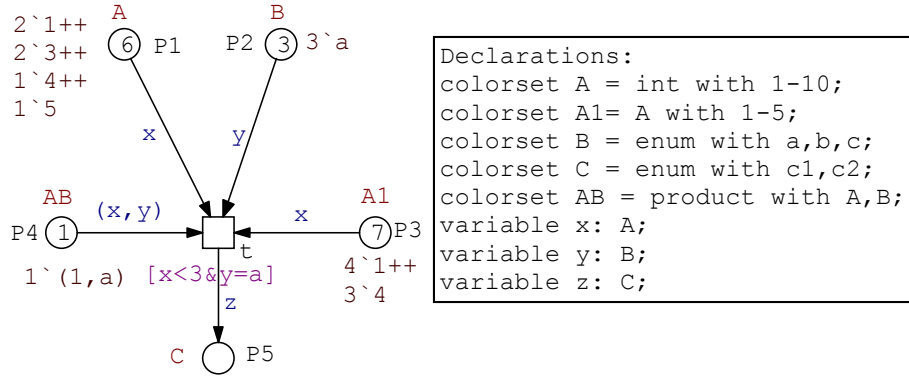 A
B
2`1++
2`3++
1`4++
1`5
6
P1
P2
3
3`a
x
y
AB
(x,y)
x
A1
P4
1
7
P3
t
1`(1,a)
[x<3&y=a]
4`1++
3`4
z
C
P5
Declarations:
colorset A = int with 1-10;
colorset A1= A with 1-5;
colorset B = enum with a,b,c;
colorset C = enum with c1,c2;
colorset AB = product with A,B;
variable x: A;
variable y: B;
variable z: C;